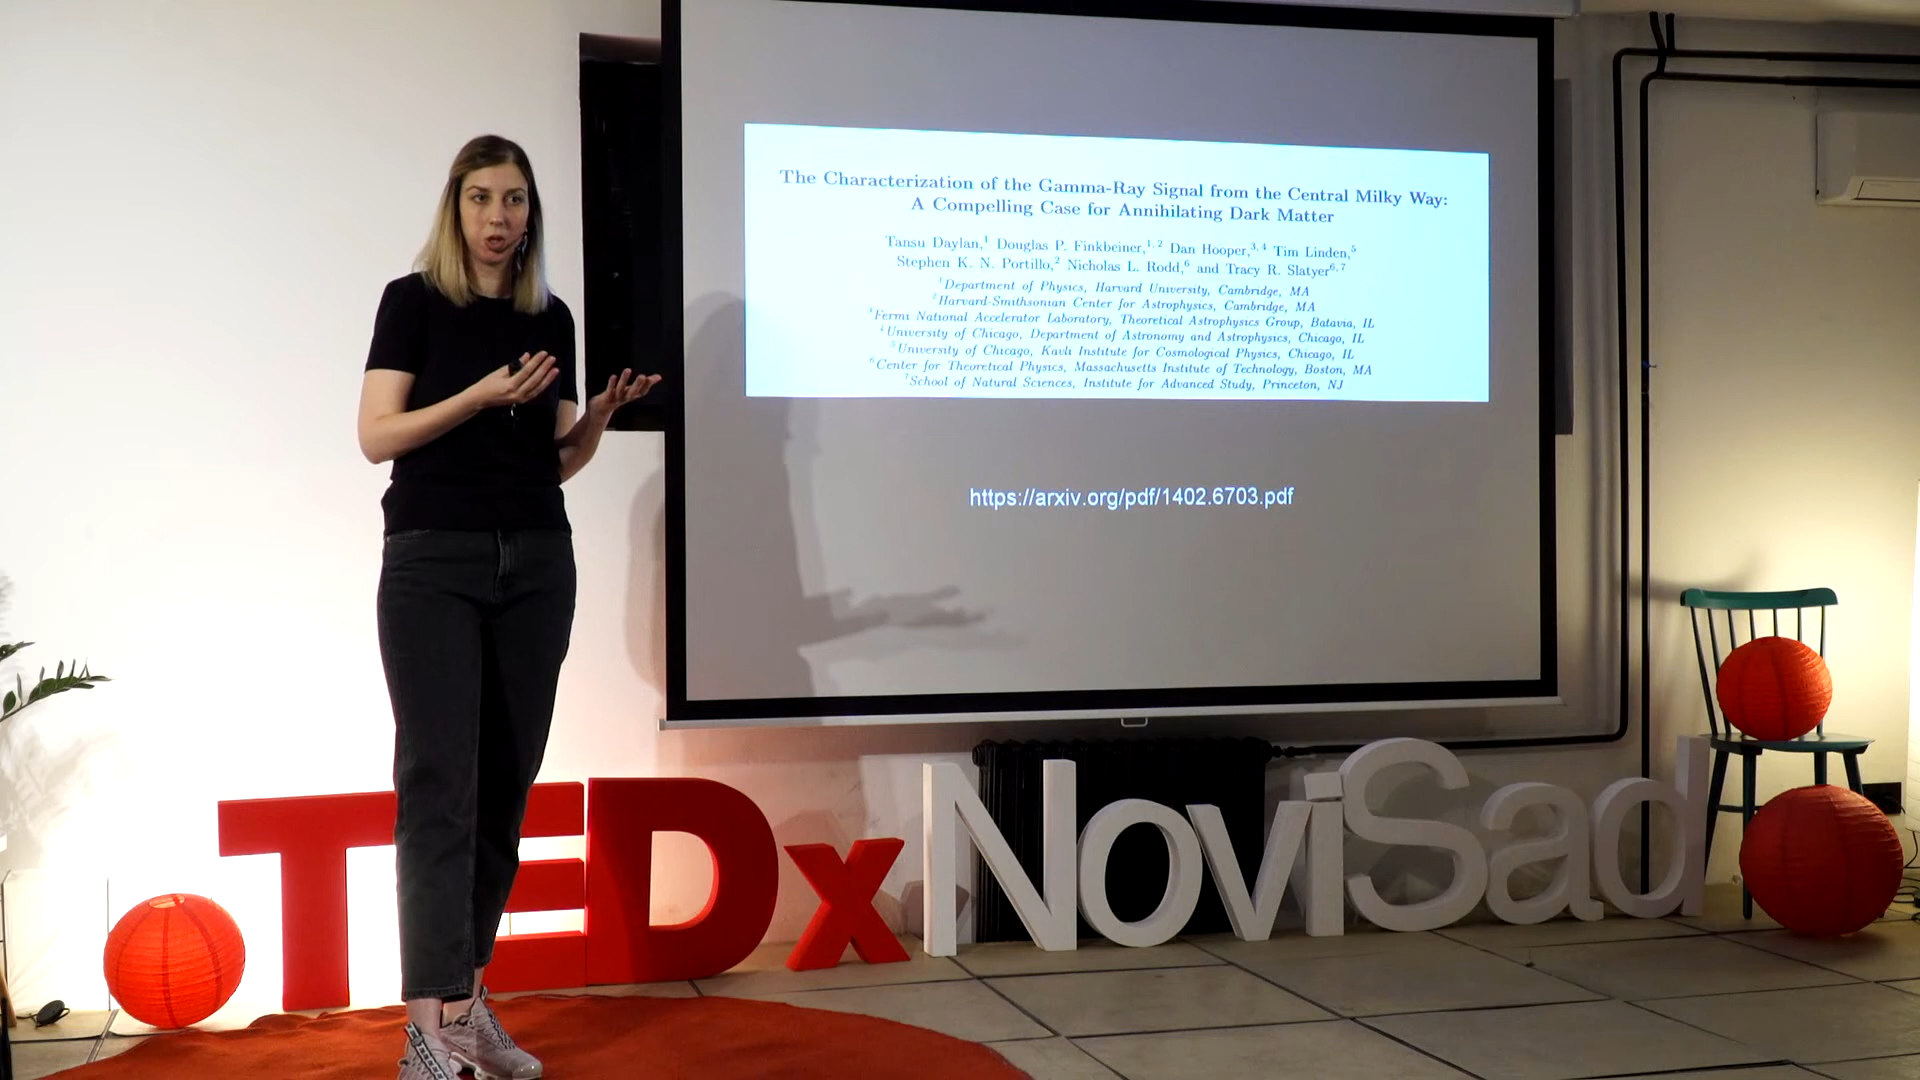 The Characterization of the Gamma-Ray Signal from the Central Milky Way:
A Compelling Case for Annihilating Dark Matter
Tansu Daylan,1 Douglas P. Finkbeiner,1, 2 Dan Hooper,3, 4 Tim Linden,5
Stephen K. N. Portillo,2 Nicholas L. Rodd,6 and Tracy R. Slatyer6, 7
1Department of Physics, Harvard University, Cambridge, MA
2Harvard-Smithsonian Center for Astrophysics, Cambridge, MA
3Fermi National Accelerator Laboratory, Theoretical Astrophysics Group, Batavia, IL
4University of Chicago, Department of Astronomy and Astrophysics, Chicago, IL
5University of Chicago, Kavli Institute for Cosmological Physics, Chicago, IL
6Center for Theoretical Physics, Massachusetts Institute of Technology, Boston, MA
7School of Natural Sciences, Institute for Advanced Study, Princeton, NJ
https://arxiv.org/pdf/1402.6703.pdf
TEDxNoviSad